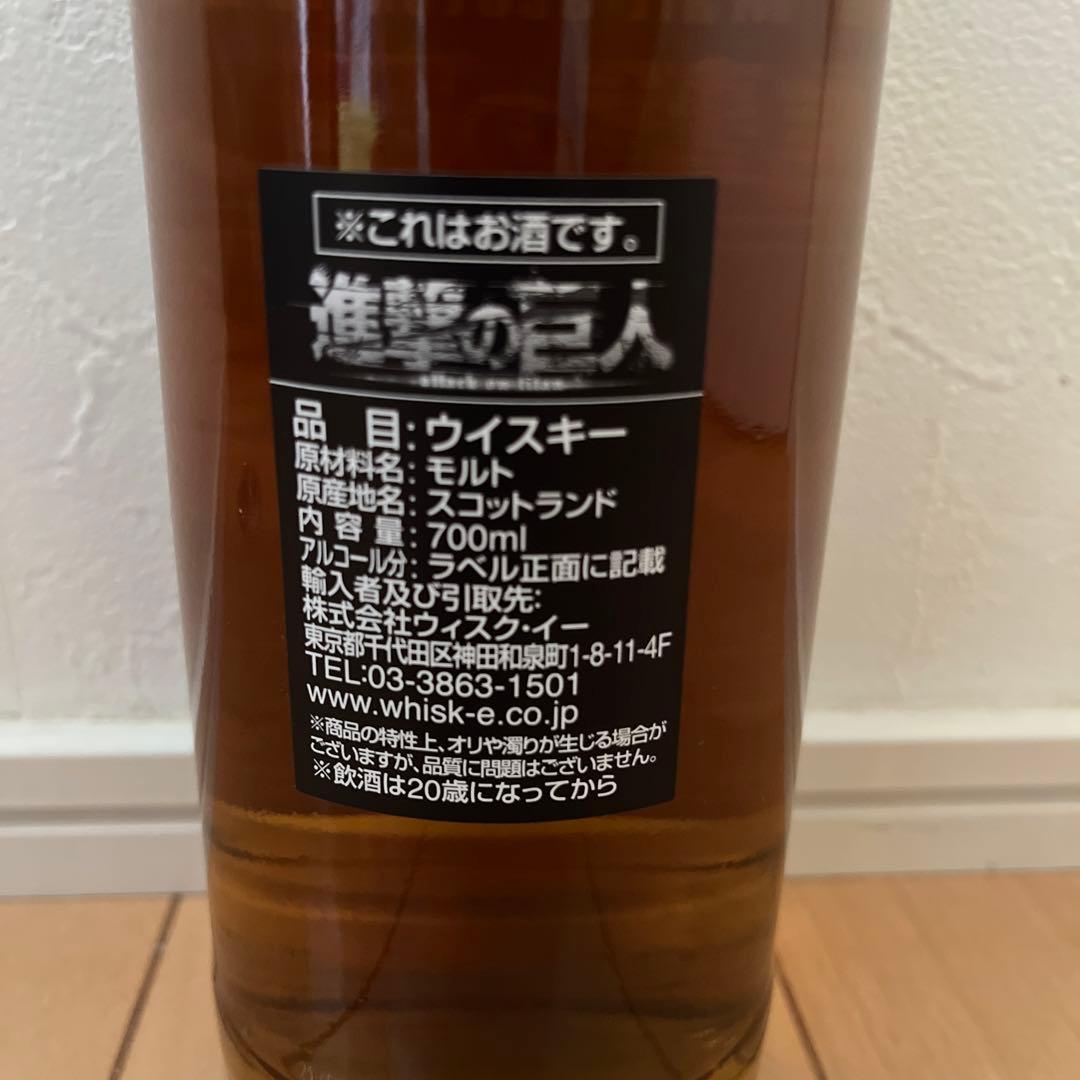 ※これはお酒です。
進撃の巨人
attack on titan
品　目：ウイスキー
原材料名：モルト
原産地名：スコットランド
内容量：700ml
アルコール分：ラベル正面に記載
輸入者及び引取先：
株式会社ウィスク・イー
東京都千代田区神田和泉町1-8-11-4F
TEL:03-3863-1501
www.whisk-e.co.jp
※商品の特性上、オリや濁りが生じる場合が
ございますが、品質に問題はございません。
※飲酒は20歳になってから